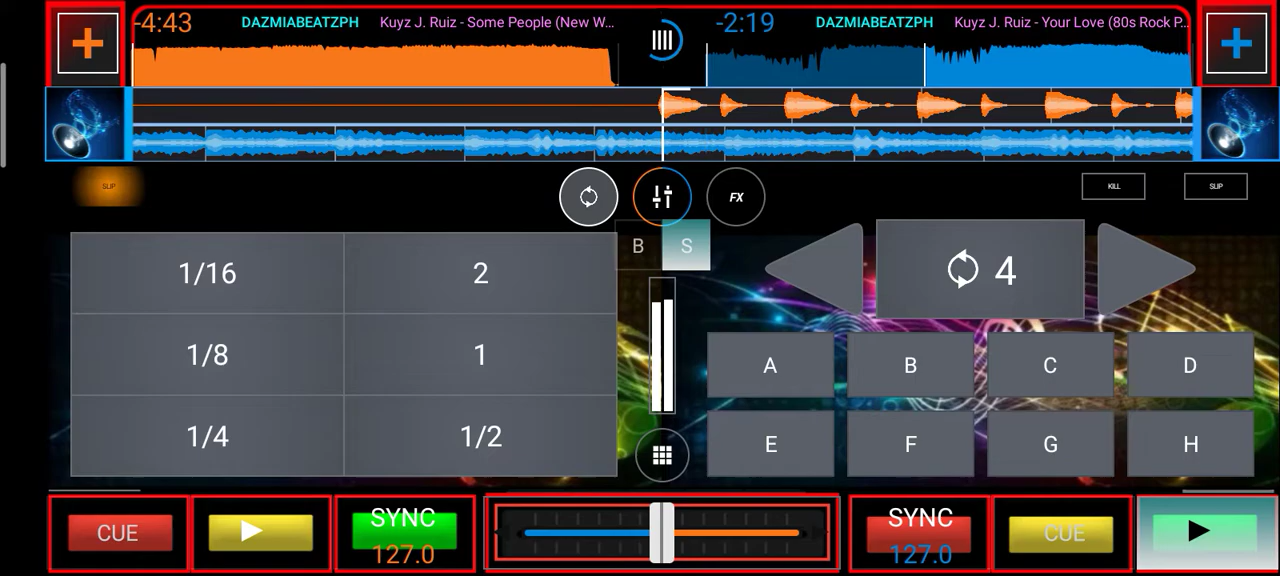 -4:43 DAZMIABEATZPH Kuyz J. Ruiz - Some People (New W...
-2:19 DAZMIABEATZPH Kuyz J. Ruiz - Your Love (80s Rock P...
SLIP
FX
KILL
SLIP
B S
1/16 2
1/8 1
1/4 1/2
4
A B C D
E F G H
CUE
SYNC
127.0
SYNC
127.0
CUE